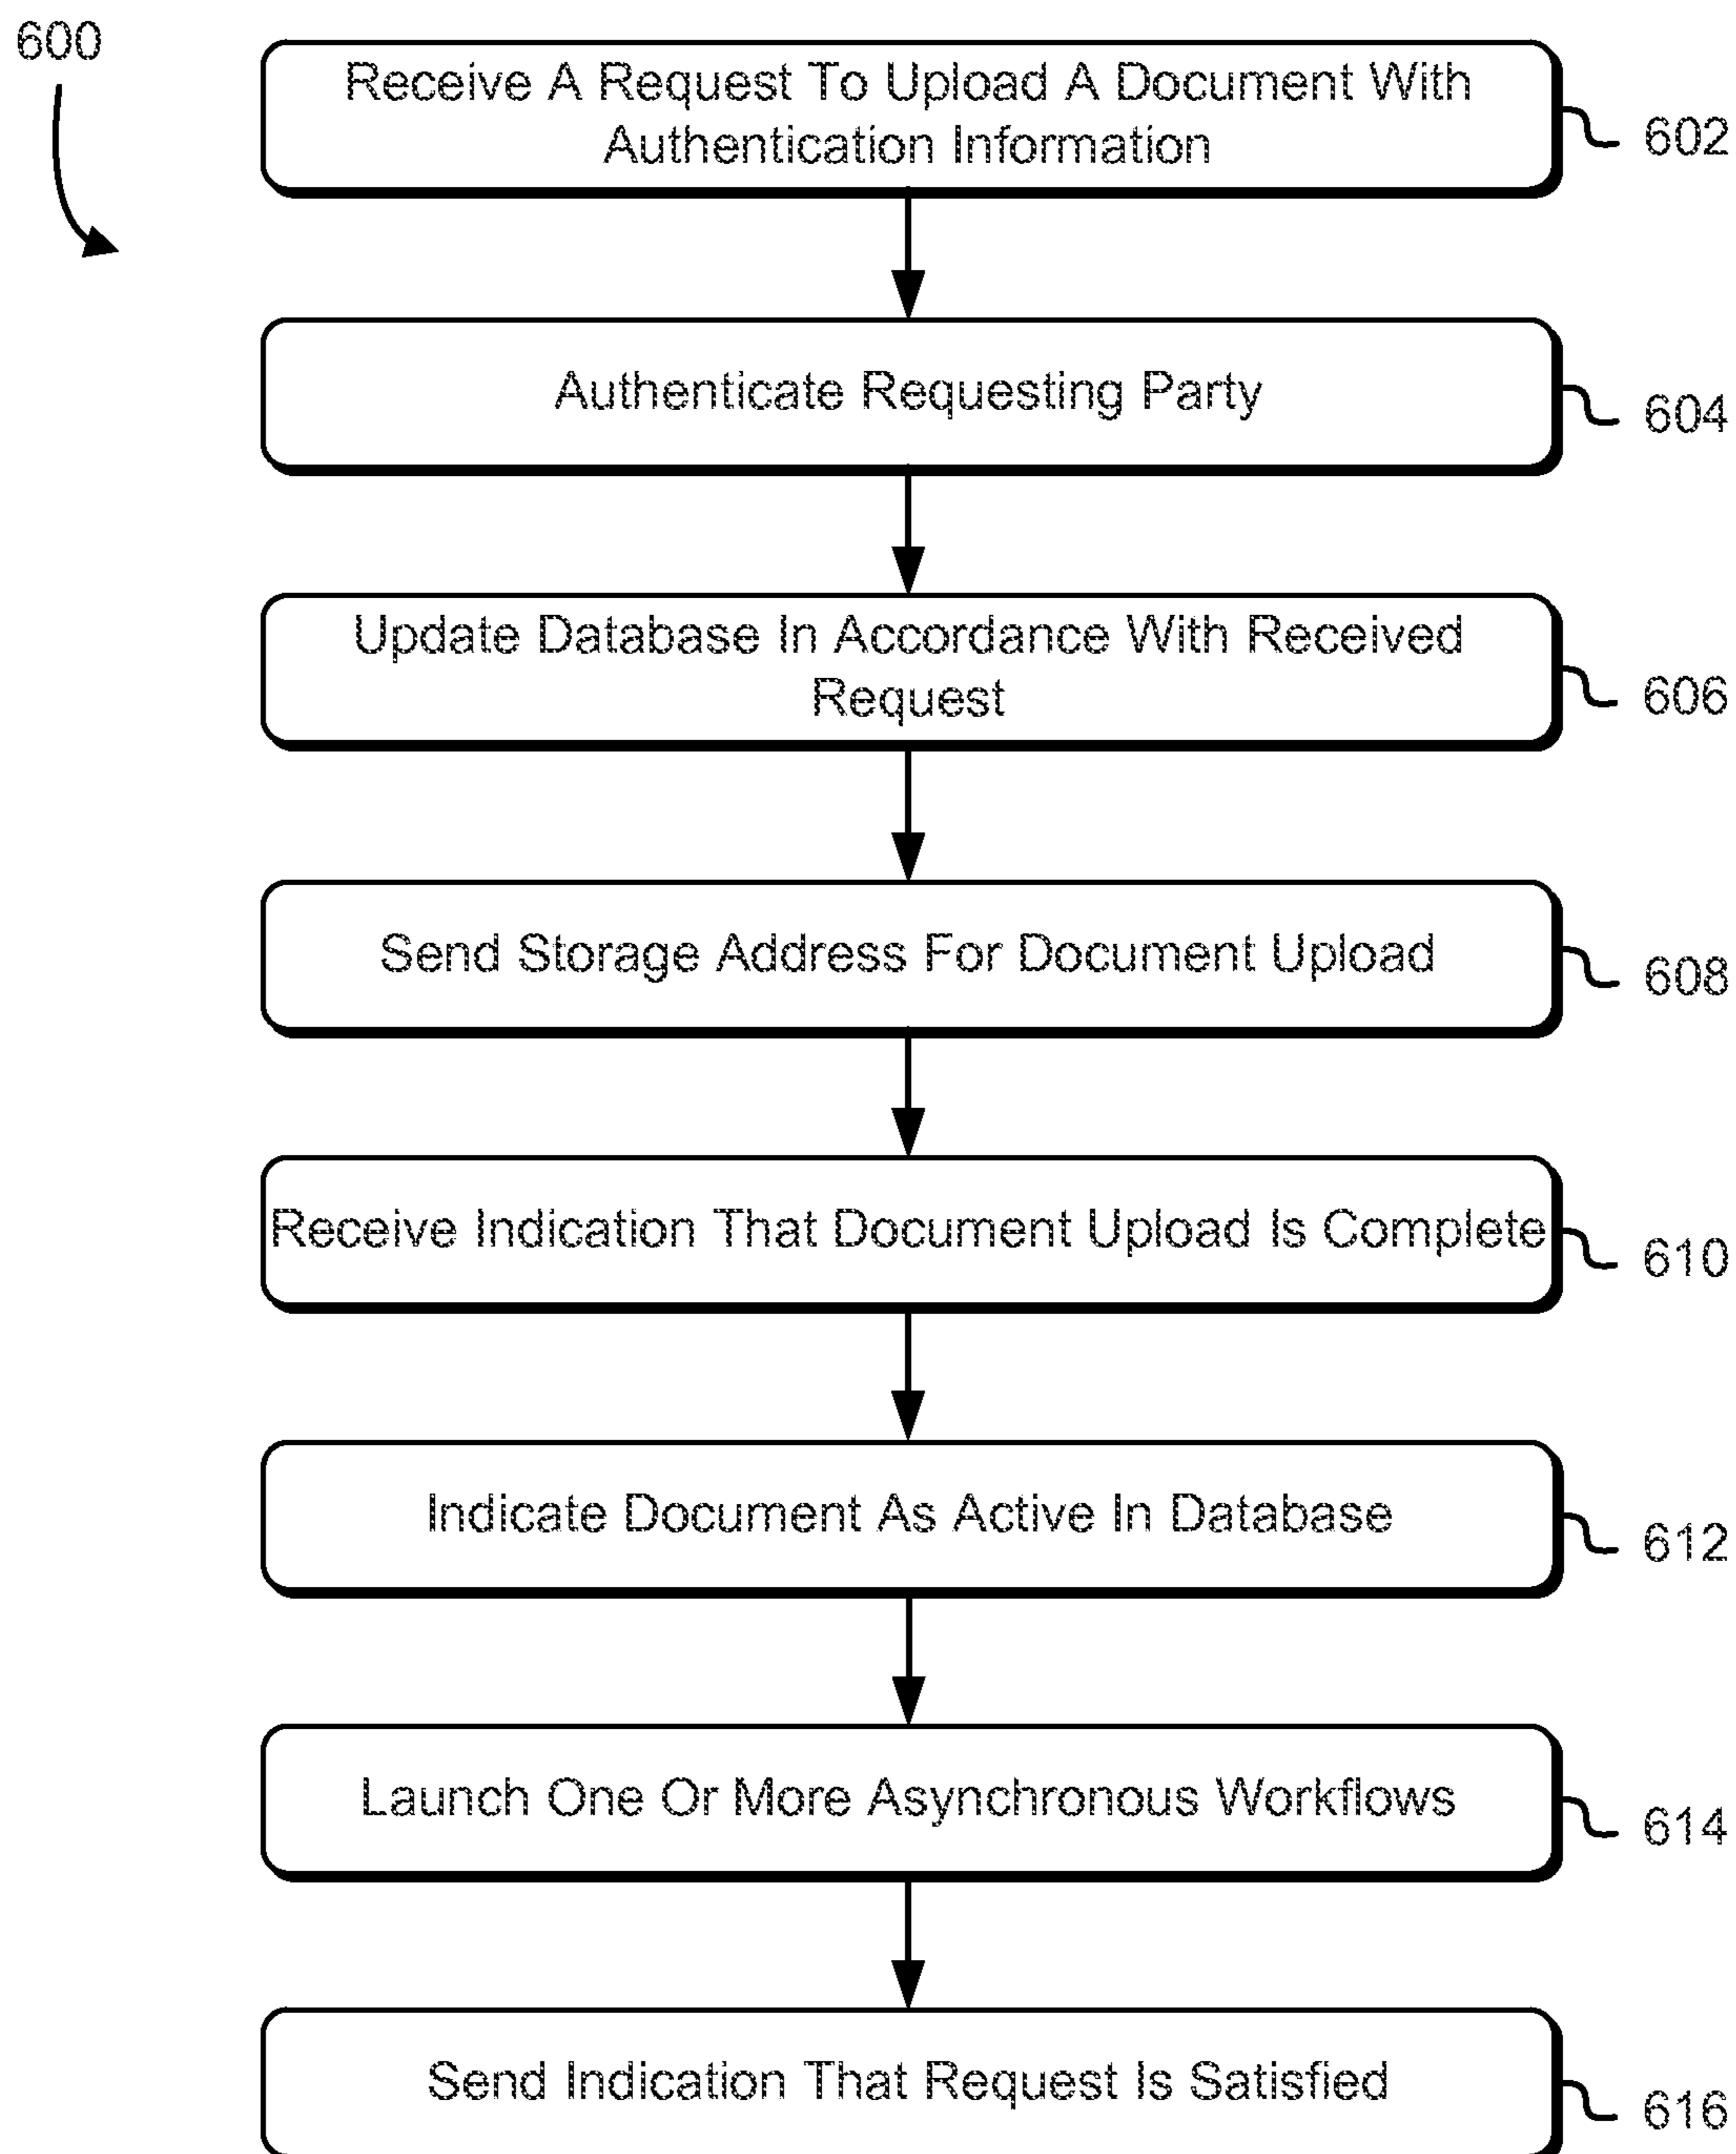 600
Receive A Request To Upload A Document With
Authentication Information
602
Authenticate Requesting Party
604
Update Database In Accordance With Received
Request
606
Send Storage Address For Document Upload
608
Receive Indication That Document Upload Is Complete
610
Indicate Document As Active In Database
612
Launch One Or More Asynchronous Workflows
614
Send Indication That Request Is Satisfied
616